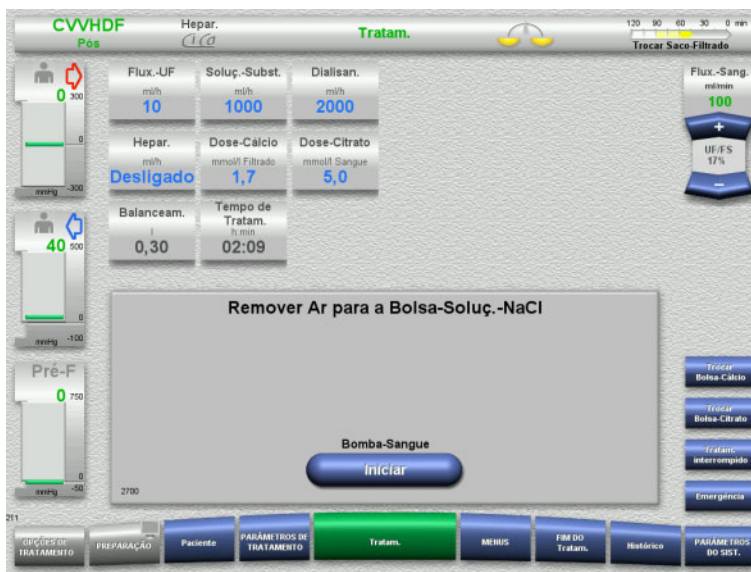 CVVHDF
Pós
Hepar.
Ci Ca
Tratam.
120 90 60 30 0 min
Trocar Saco-Filtrado
0
300
0
-300
mmHg
40
500
0
-100
mmHg
Pré-F
0
750
0
-50
mmHg
Flux.-UF
ml/h
10
Soluç.-Subst.
ml/h
1000
Dialisan.
ml/h
2000
Hepar.
ml/h
Desligado
Dose-Cálcio
mmol/l Filtrado
1,7
Dose-Citrato
mmol/l Sangue
5,0
Balanceam.
l
0,30
Tempo de
Tratam.
h:min
02:09
Flux.-Sang.
ml/min
100
+
UF/FS
17%
–
Remover Ar para a Bolsa-Soluç.-NaCl
Bomba-Sangue
Iniciar
2700
Trocar
Bolsa-Cálcio
Trocar
Bolsa-Citrato
Tratam.
interrompido
Emergência
211
OPÇÕES DE
TRATAMENTO
PREPARAÇÃO
Paciente
PARÂMETROS DE
TRATAMENTO
Tratam.
MENUS
FIM DO
Tratam.
Histórico
PARÂMETROS
DO SIST.